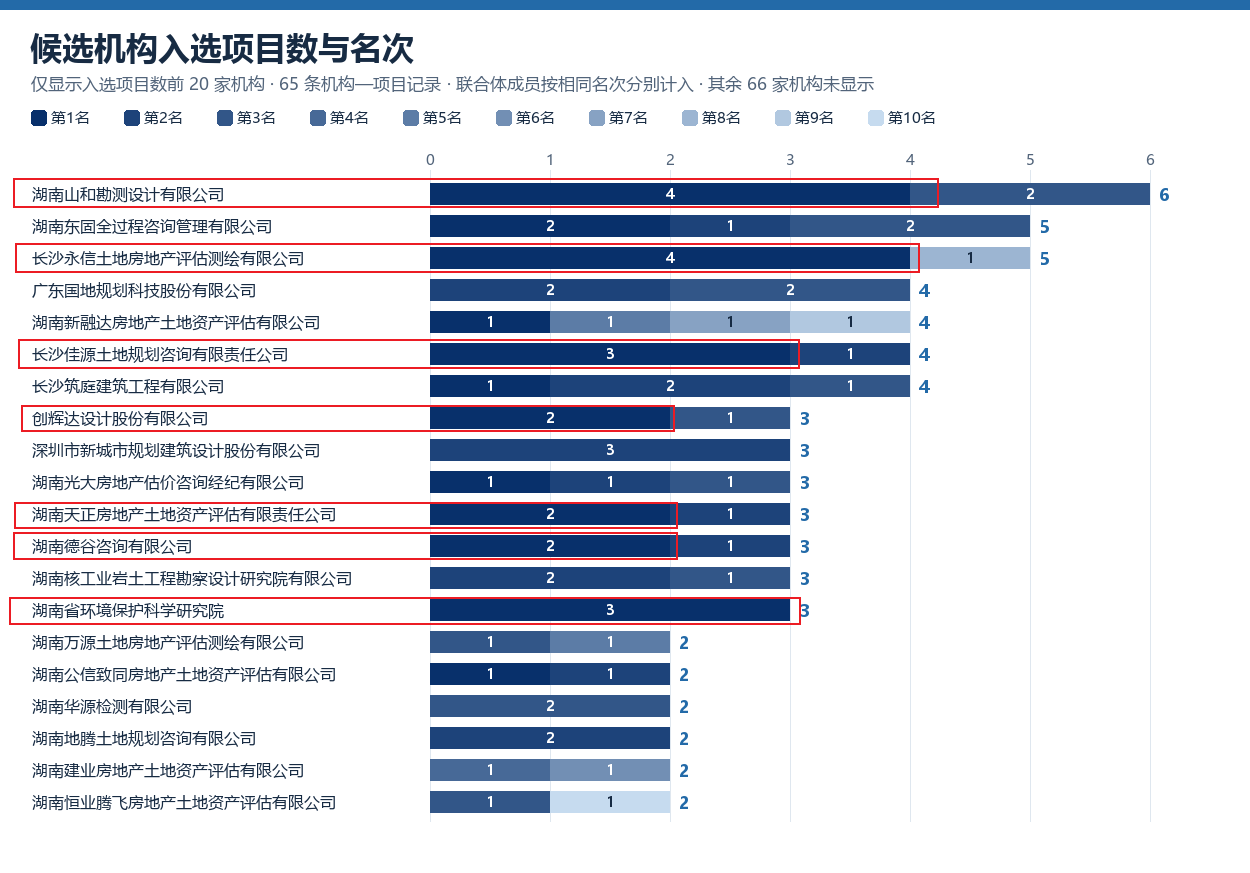 候选机构入选项目数与名次
仅显示入选项目数前 20 家机构 · 65 条机构—项目记录 · 联合体成员按相同名次分别计入 · 其余 66 家机构未显示
第1名 第2名 第3名 第4名 第5名 第6名 第7名 第8名 第9名 第10名
0 1 2 3 4 5 6
湖南山和勘测设计有限公司 4 2 6
湖南东固全过程咨询管理有限公司 2 1 2 5
长沙永信土地房地产评估测绘有限公司 4 1 5
广东国地规划科技股份有限公司 2 2 4
湖南新融达房地产土地资产评估有限公司 1 1 1 1 4
长沙佳源土地规划咨询有限责任公司 3 1 4
长沙筑庭建筑工程有限公司 1 2 1 4
创辉达设计股份有限公司 2 1 3
深圳市新城市规划建筑设计股份有限公司 3 3
湖南光大房地产估价咨询经纪有限公司 1 1 1 3
湖南天正房地产土地资产评估有限责任公司 2 1 3
湖南德谷咨询有限公司 2 1 3
湖南核工业岩土工程勘察设计研究院有限公司 2 1 3
湖南省环境保护科学研究院 3 3
湖南万源土地房地产评估测绘有限公司 1 1 2
湖南公信致同房地产土地资产评估有限公司 1 1 2
湖南华源检测有限公司 2 2
湖南地腾土地规划咨询有限公司 2 2
湖南建业房地产土地资产评估有限公司 1 1 2
湖南恒业腾飞房地产土地资产评估有限公司 1 1 2